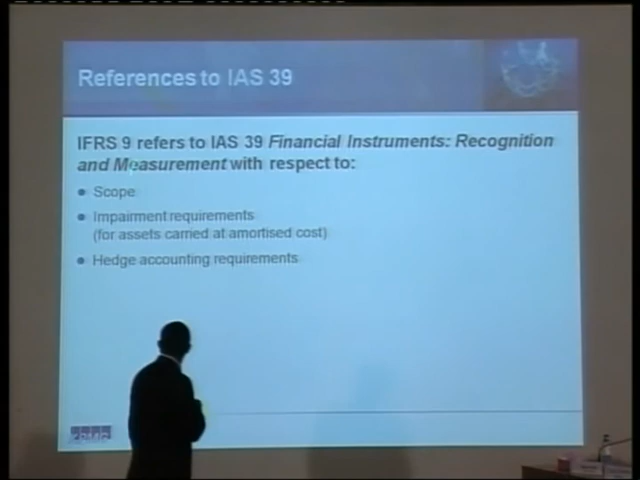 References to IAS 39
IFRS 9 refers to IAS 39 Financial Instruments: Recognition
and Measurement with respect to:
• Scope
• Impairment requirements
(for assets carried at amortised cost)
• Hedge accounting requirements